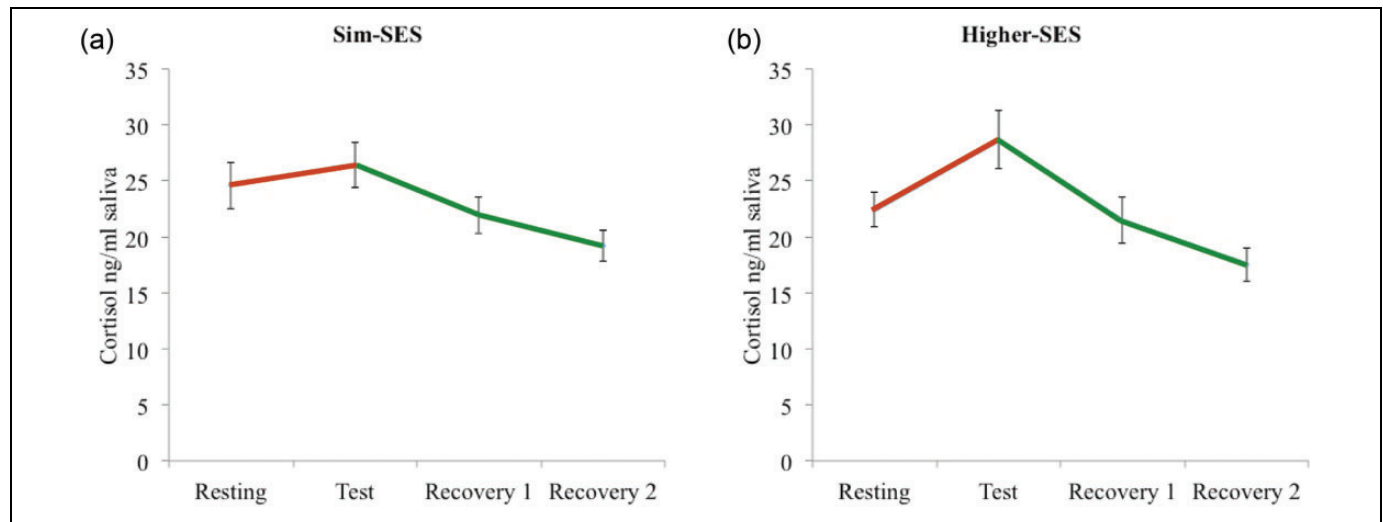 (a)
Sim-SES
35
30
25
20
15
10
5
0
Cortisol ng/ml saliva
Resting Test Recovery 1 Recovery 2
(b)
Higher-SES
35
30
25
20
15
10
5
0
Cortisol ng/ml saliva
Resting Test Recovery 1 Recovery 2